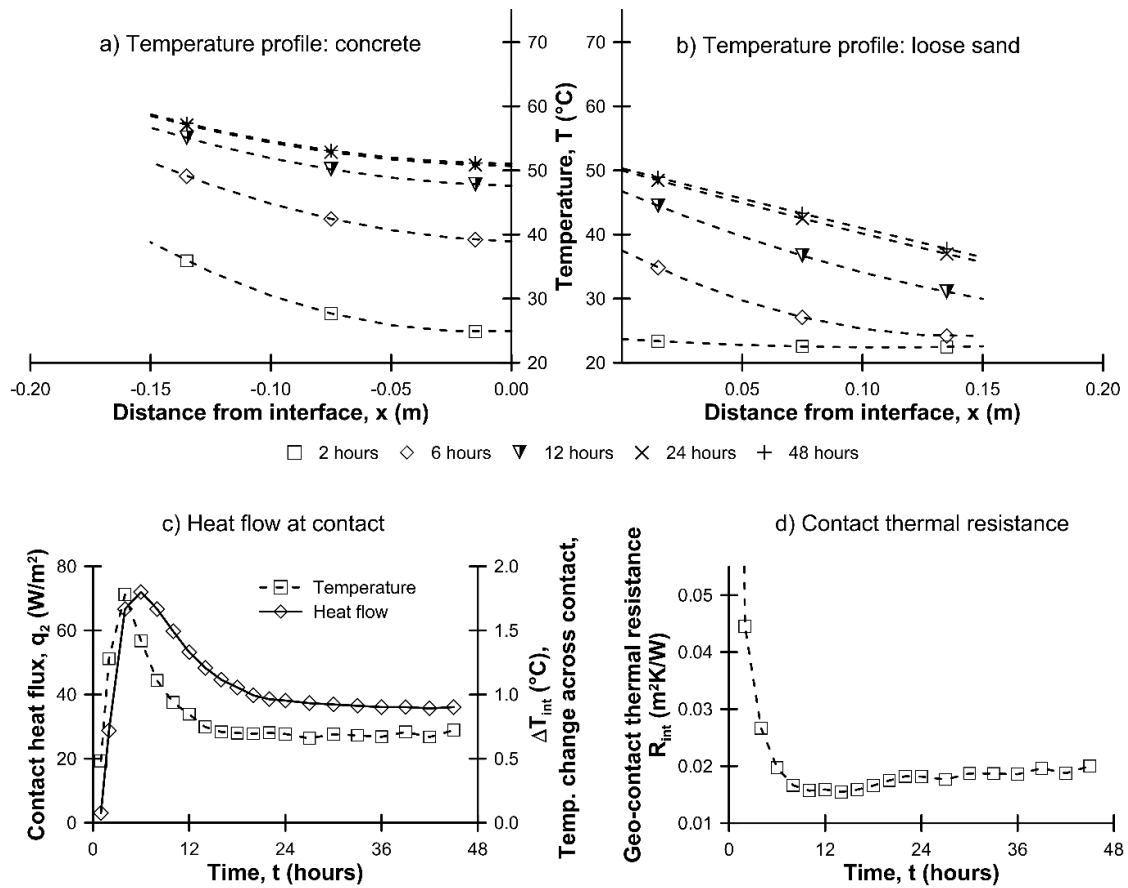 a) Temperature profile: concrete
b) Temperature profile: loose sand
70
60
50
40
30
20
Temperature, T (°C)
70
60
50
40
30
20
-0.20
-0.15
-0.10
-0.05
0.00
0.05
0.10
0.15
0.20
Distance from interface, x (m)
Distance from interface, x (m)
2 hours
6 hours
12 hours
24 hours
48 hours
c) Heat flow at contact
Contact heat flux, q₂ (W/m²)
80
60
40
20
0
Temperature
Heat flow
2.0
1.5
1.0
0.5
0.0
ΔTint (°C),
Temp. change across contact,
0
12
24
36
48
Time, t (hours)
d) Contact thermal resistance
Geo-contact thermal resistance
Rint (m²K/W)
0.05
0.04
0.03
0.02
0.01
0
12
24
36
48
Time, t (hours)